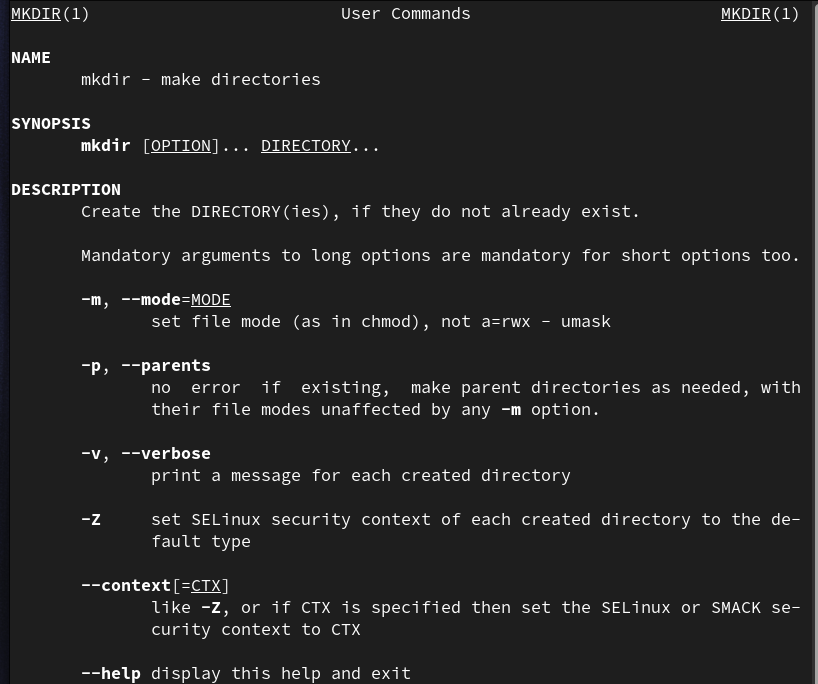 MKDIR(1) User Commands MKDIR(1)
NAME
mkdir - make directories
SYNOPSIS
mkdir [OPTION]... DIRECTORY...
DESCRIPTION
Create the DIRECTORY(ies), if they do not already exist.
Mandatory arguments to long options are mandatory for short options too.
-m, --mode=MODE
set file mode (as in chmod), not a=rwx - umask
-p, --parents
no error if existing, make parent directories as needed, with
their file modes unaffected by any -m option.
-v, --verbose
print a message for each created directory
-Z set SELinux security context of each created directory to the de-
fault type
--context[=CTX]
like -Z, or if CTX is specified then set the SELinux or SMACK se-
curity context to CTX
--help display this help and exit